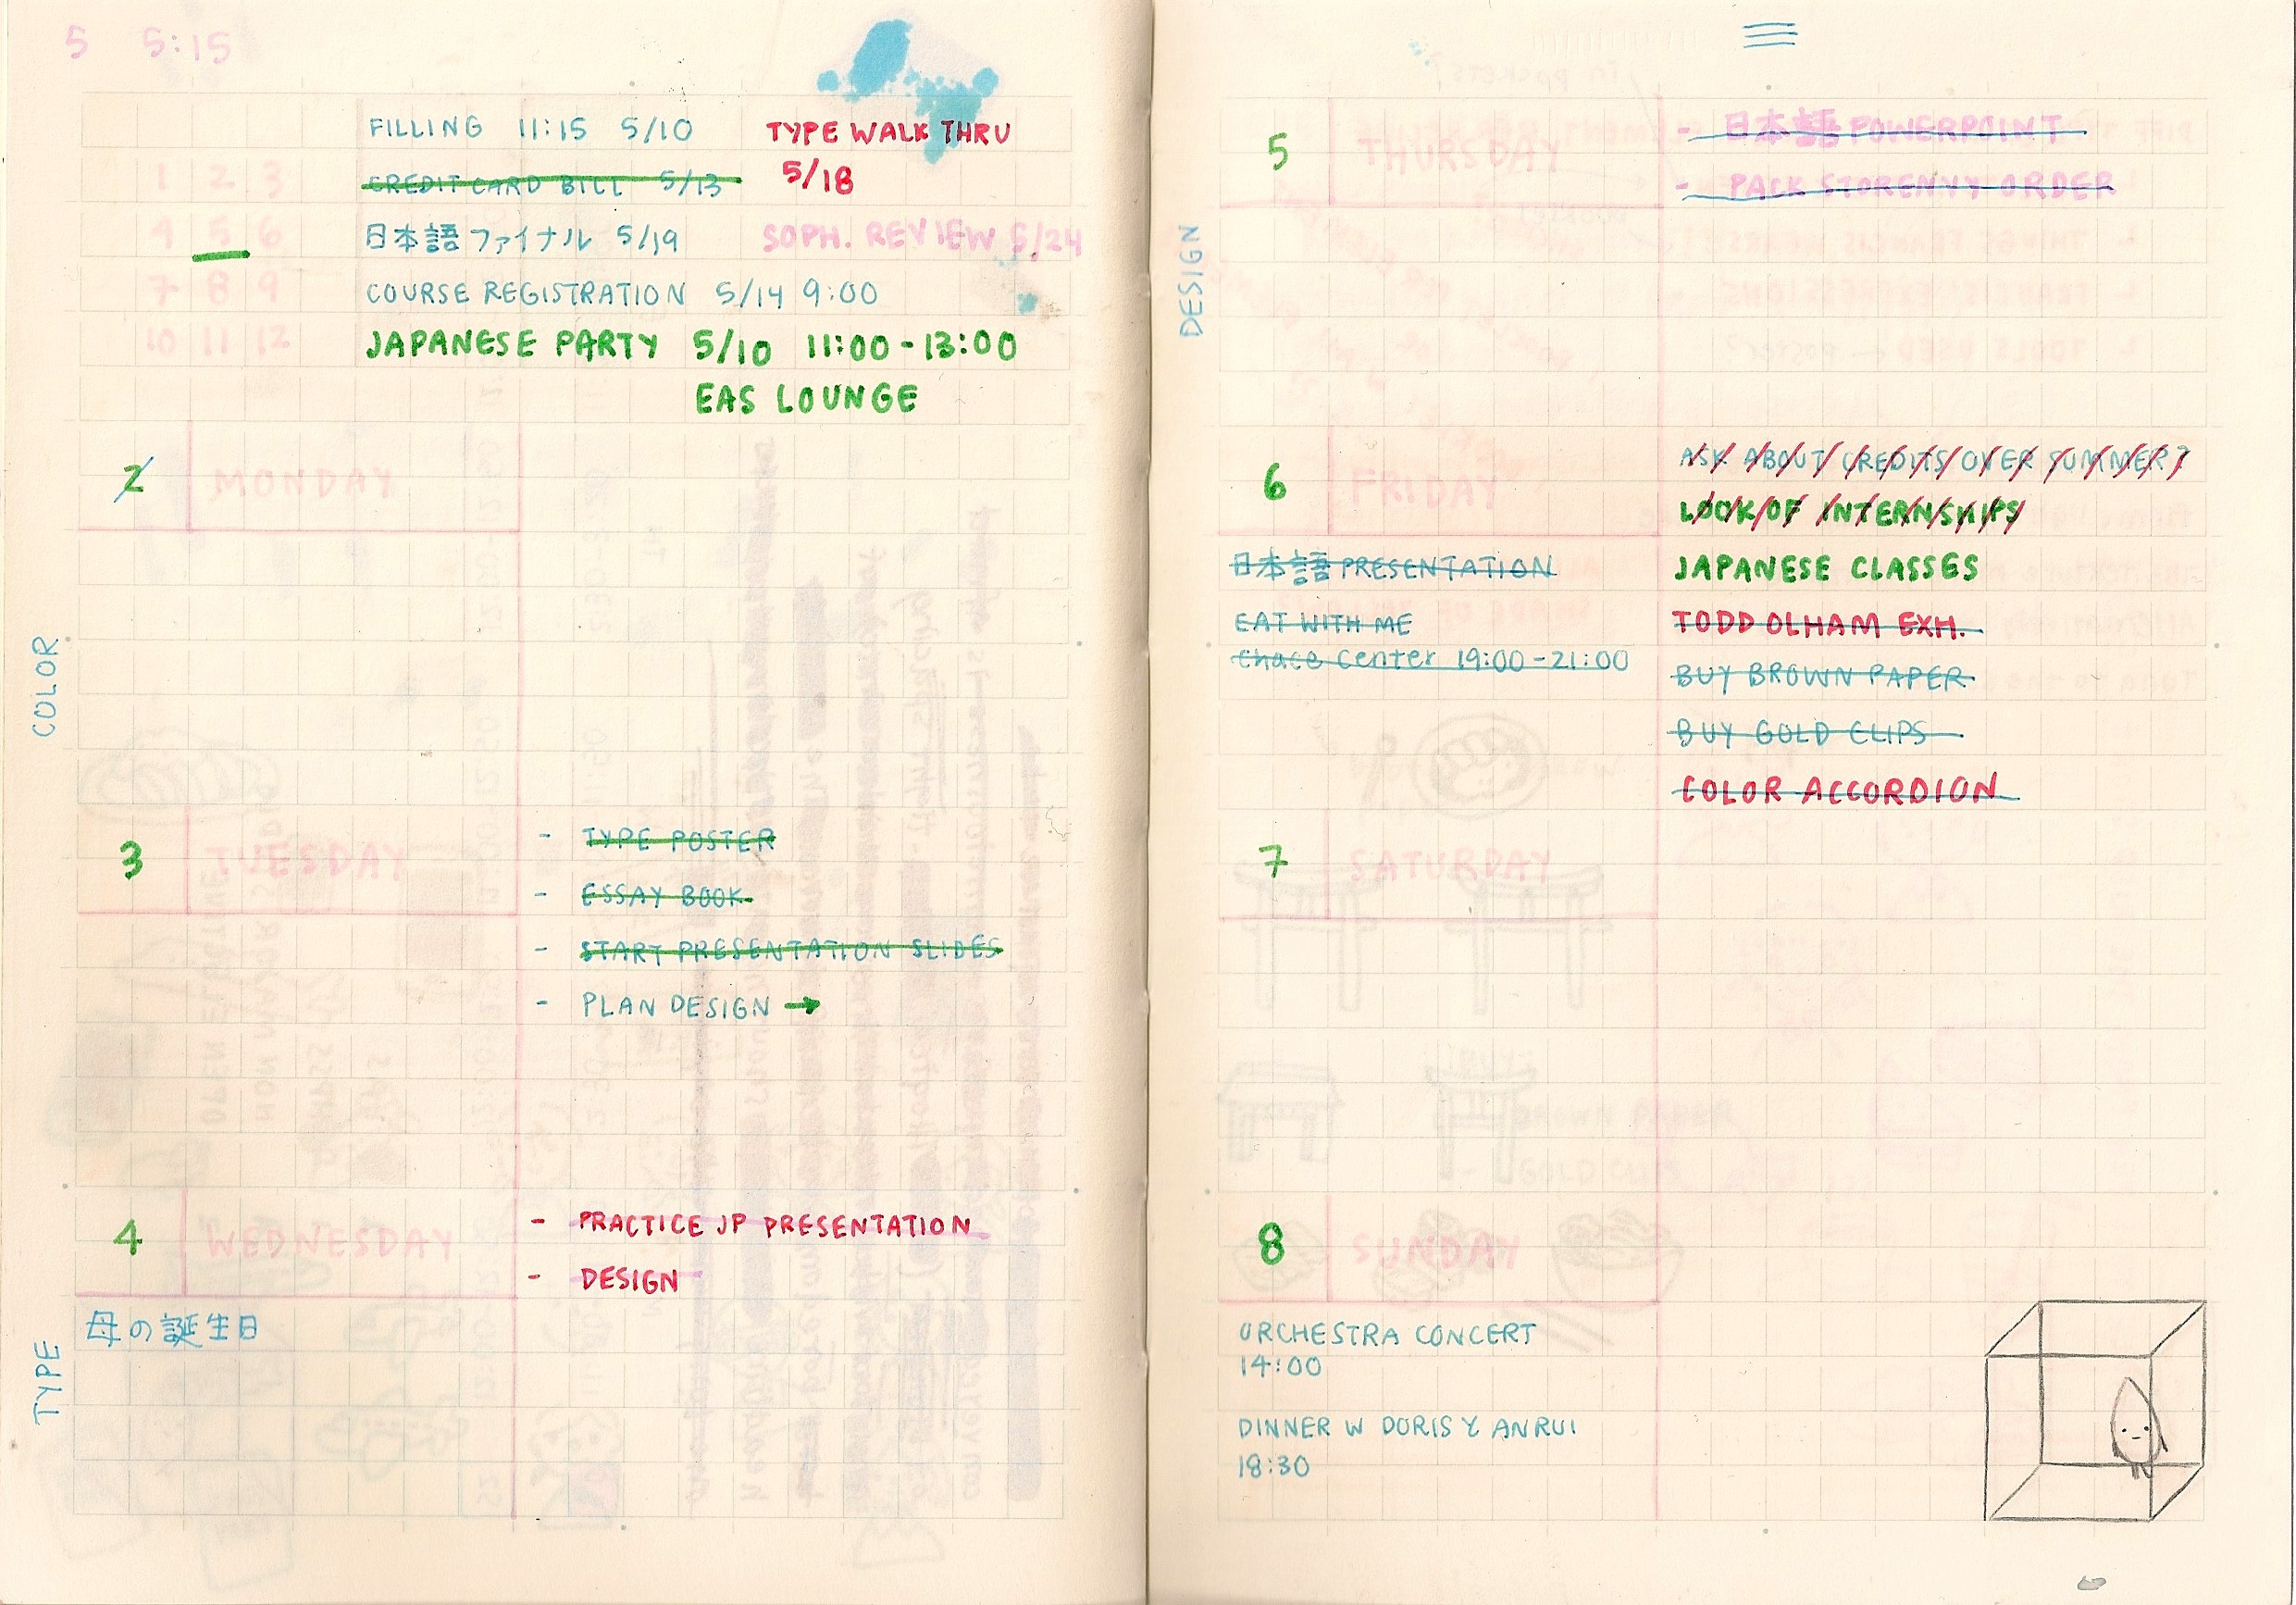 5 5:15
FILLING 11:15 5/10
CREDIT CARD BILL 5/13
日本語ファイナル 5/19
COURSE REGISTRATION 5/14 9:00
JAPANESE PARTY 5/10 11:00-13:00
EAS LOUNGE
TYPE WALK THRU
5/18
SOPH. REVIEW 5/24
1 2 3
4 5 6
7 8 9
10 11 12
COLOR
2 MONDAY
3 TUESDAY
- TYPE POSTER
- ESSAY BOOK
- START PRESENTATION SLIDES
- PLAN DESIGN →
TYPE
4 WEDNESDAY
- PRACTICE JP PRESENTATION
- DESIGN
母の誕生日
DESIGN
5 THURSDAY
- 日本語 POWERPOINT
- PACK STORENVY ORDER
6 FRIDAY
日本語 PRESENTATION
EAT WITH ME
Chace Center 19:00-21:00
ASK ABOUT CREDITS OVER SUMMER?
LOOK OF INTERNSHIPS
JAPANESE CLASSES
TODD OLHAM EXH.
BUY BROWN PAPER
BUY GOLD CLIPS
COLOR ACCORDION
7 SATURDAY
8 SUNDAY
ORCHESTRA CONCERT
14:00
DINNER W DORIS Y ANRUI
18:30